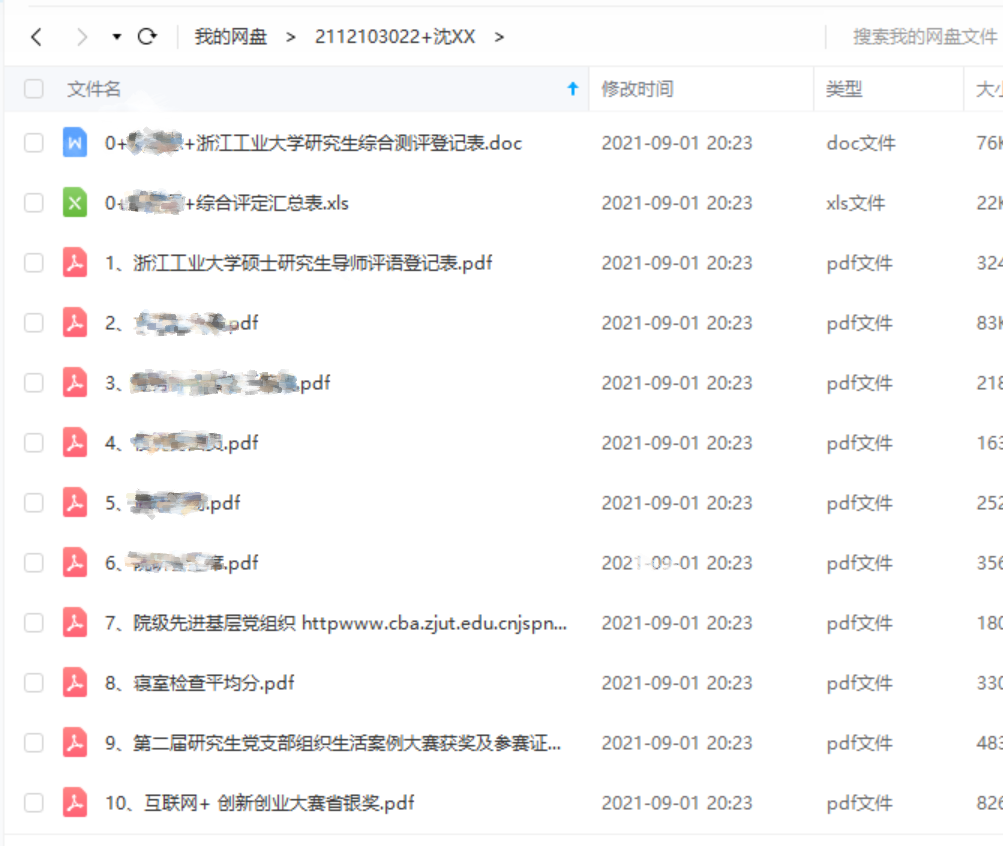 我的网盘 > 2112103022+沈XX > 搜索我的网盘文件
文件名 修改时间 类型 大小
0+ +浙江工业大学研究生综合测评登记表.doc 2021-09-01 20:23 doc文件 76K
0+ +综合评定汇总表.xls 2021-09-01 20:23 xls文件 22K
1、浙江工业大学硕士研究生导师评语登记表.pdf 2021-09-01 20:23 pdf文件 324
2、 .pdf 2021-09-01 20:23 pdf文件 83K
3、 .pdf 2021-09-01 20:23 pdf文件 218
4、 .pdf 2021-09-01 20:23 pdf文件 163
5、 .pdf 2021-09-01 20:23 pdf文件 252
6、 .pdf 2021-09-01 20:23 pdf文件 356
7、院级先进基层党组织 httpwww.cba.zjut.edu.cnjspn... 2021-09-01 20:23 pdf文件 180
8、寝室检查平均分.pdf 2021-09-01 20:23 pdf文件 330
9、第二届研究生党支部组织生活案例大赛获奖及参赛证... 2021-09-01 20:23 pdf文件 483
10、互联网+ 创新创业大赛省银奖.pdf 2021-09-01 20:23 pdf文件 826